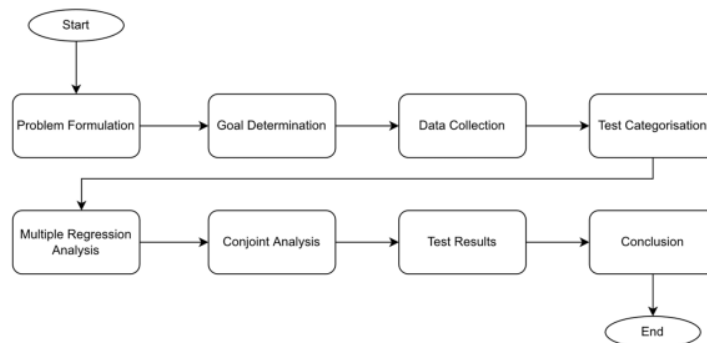 Start
Problem Formulation
Goal Determination
Data Collection
Test Categorisation
Multiple Regression
Analysis
Conjoint Analysis
Test Results
Conclusion
End